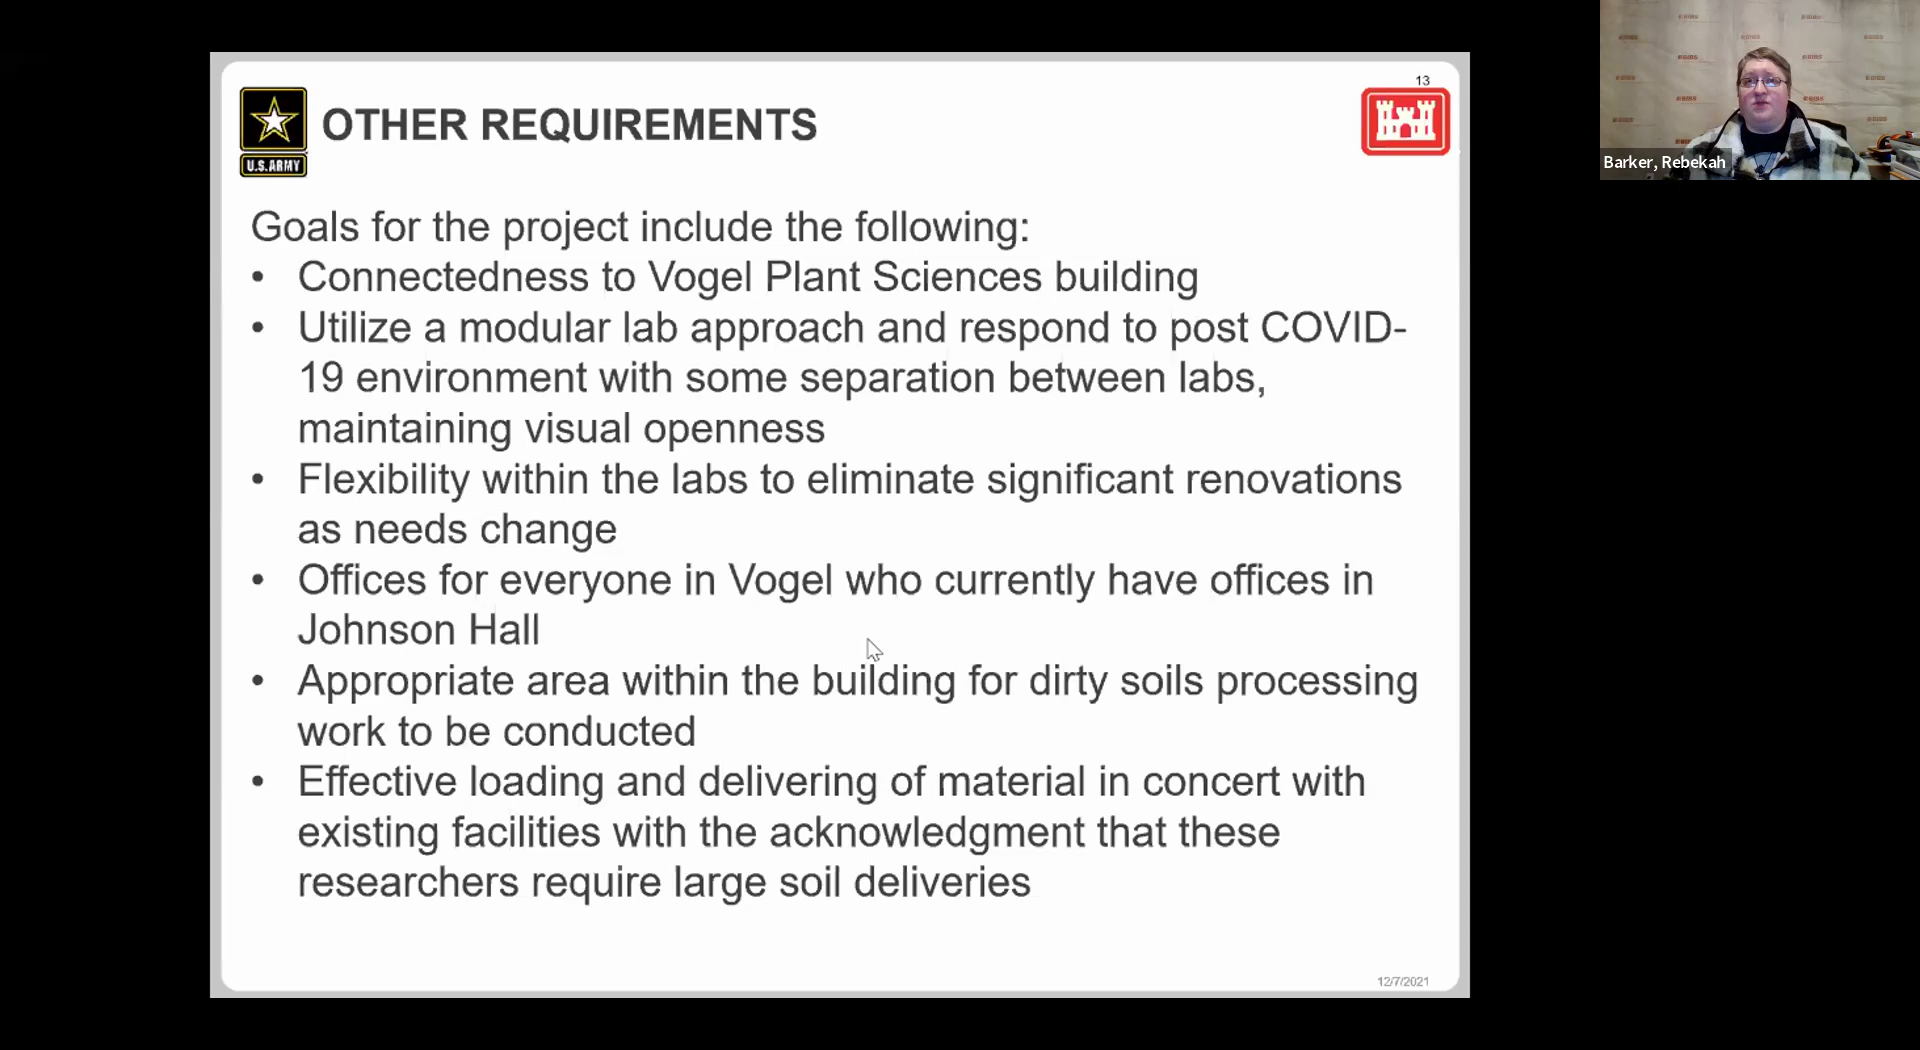 13
OTHER REQUIREMENTS
U.S.ARMY
Goals for the project include the following:
• Connectedness to Vogel Plant Sciences building
• Utilize a modular lab approach and respond to post COVID-
19 environment with some separation between labs,
maintaining visual openness
• Flexibility within the labs to eliminate significant renovations
as needs change
• Offices for everyone in Vogel who currently have offices in
Johnson Hall
• Appropriate area within the building for dirty soils processing
work to be conducted
• Effective loading and delivering of material in concert with
existing facilities with the acknowledgment that these
researchers require large soil deliveries
12/7/2021
Barker, Rebekah